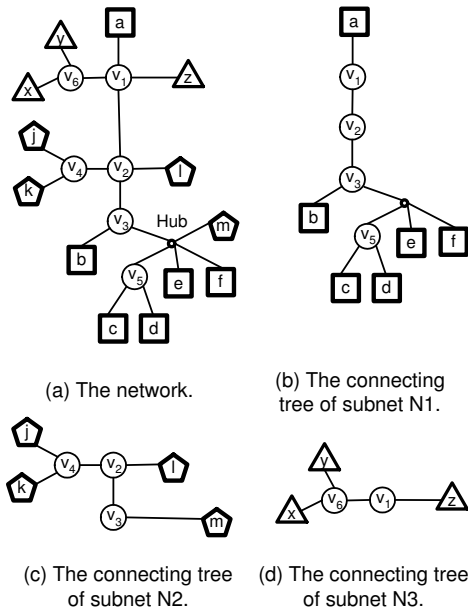 a
a
y
v6
v1
x
z
v1
j
v2
v4
v2
l
k
v3
v3
Hub
m
b
b
v5
e
f
v5
e
f
c
d
c
d
(a) The network.
(b) The connecting
tree of subnet N1.
j
v4
v2
l
k
v3
m
y
v6
v1
x
z
(c) The connecting tree
of subnet N2.
(d) The connecting tree
of subnet N3.